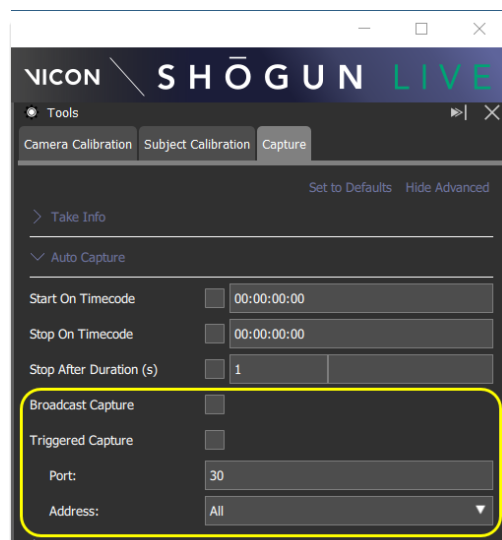 VICON SHŌGUN LIVE
Tools
Camera Calibration Subject Calibration Capture
Set to Defaults Hide Advanced
Take Info
Auto Capture
Start On Timecode 00:00:00:00
Stop On Timecode 00:00:00:00
Stop After Duration (s) 1
Broadcast Capture
Triggered Capture
Port: 30
Address: All